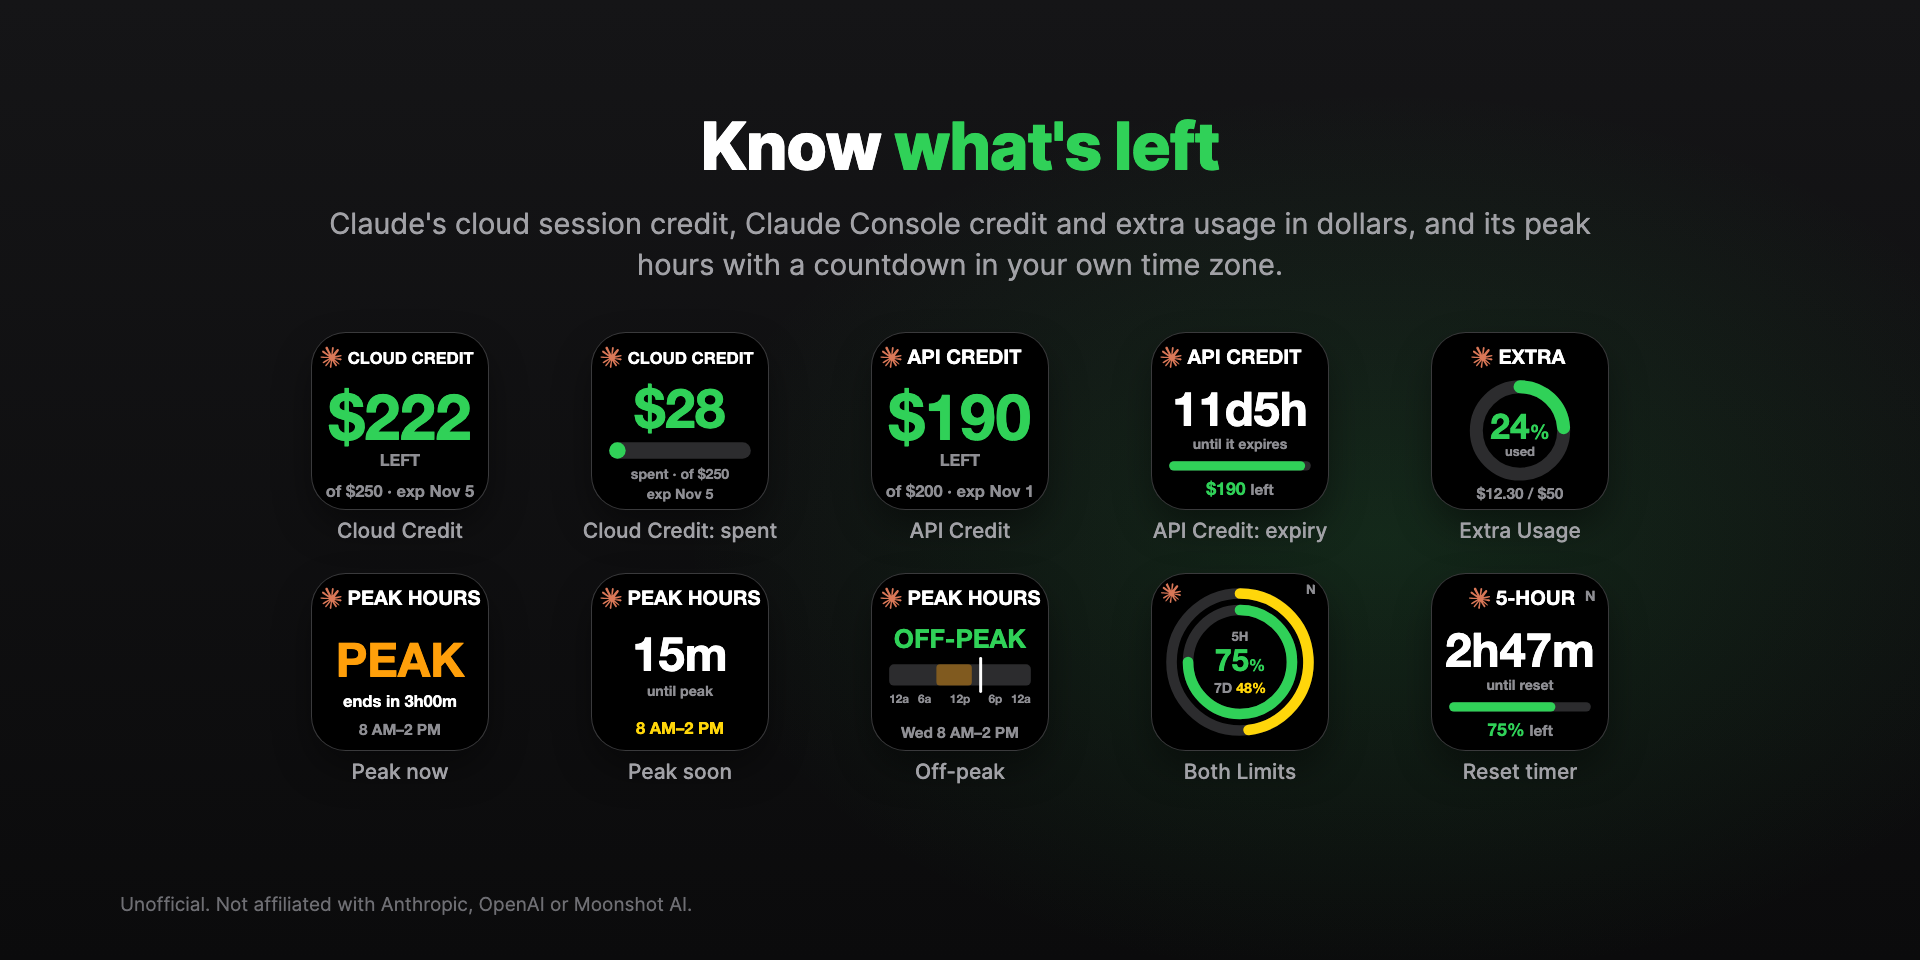 Know what's left
Claude's cloud session credit, Claude Console credit and extra usage in dollars, and its peak
hours with a countdown in your own time zone.
CLOUD CREDIT
$222
LEFT
of $250 · exp Nov 5
Cloud Credit
CLOUD CREDIT
$28
spent · of $250
exp Nov 5
Cloud Credit: spent
API CREDIT
$190
LEFT
of $200 · exp Nov 1
API Credit
API CREDIT
11d5h
until it expires
$190 left
API Credit: expiry
EXTRA
24%
used
$12.30 / $50
Extra Usage
PEAK HOURS
PEAK
ends in 3h00m
8 AM–2 PM
Peak now
PEAK HOURS
15m
until peak
8 AM–2 PM
Peak soon
PEAK HOURS
OFF-PEAK
12a 6a 12p 6p 12a
Wed 8 AM–2 PM
Off-peak
N
5H
75%
7D 48%
Both Limits
5-HOUR N
2h47m
until reset
75% left
Reset timer
Unofficial. Not affiliated with Anthropic, OpenAI or Moonshot AI.